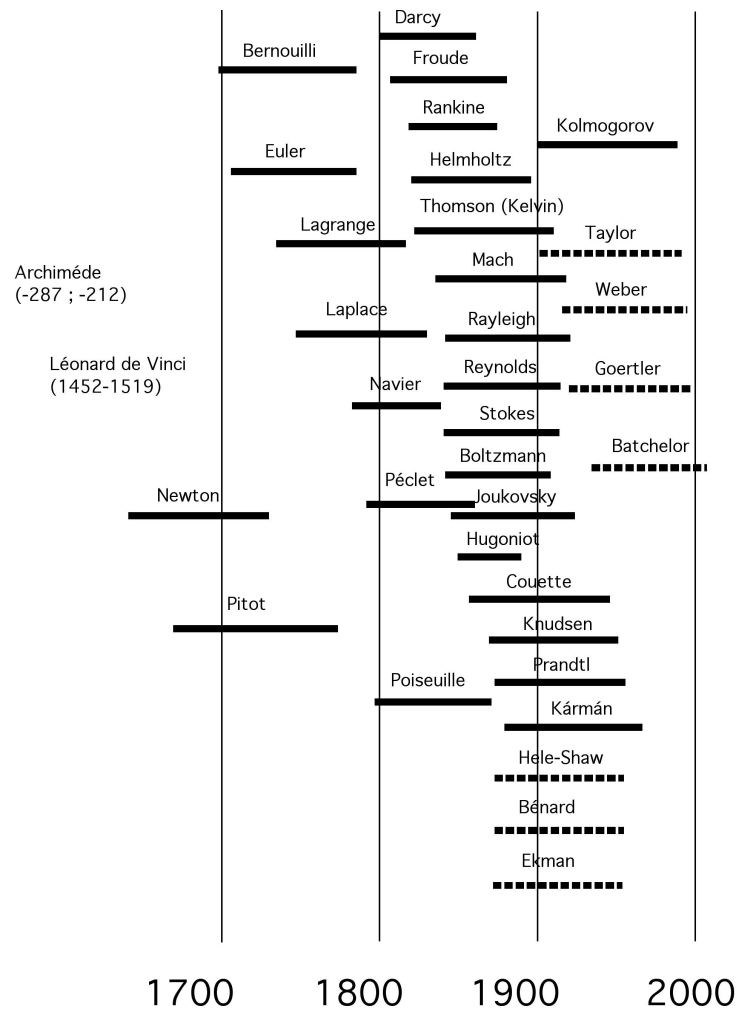 Darcy
Bernouilli
Froude
Rankine
Kolmogorov
Euler
Helmholtz
Thomson (Kelvin)
Lagrange
Taylor
Mach
Archiméde
(-287 ; -212)
Weber
Laplace
Rayleigh
Léonard de Vinci
(1452-1519)
Reynolds
Goertler
Navier
Stokes
Batchelor
Boltzmann
Péclet
Newton
Joukovsky
Hugoniot
Couette
Pitot
Knudsen
Prandtl
Poiseuille
Kármán
Hele-Shaw
Bénard
Ekman
1700 1800 1900 2000